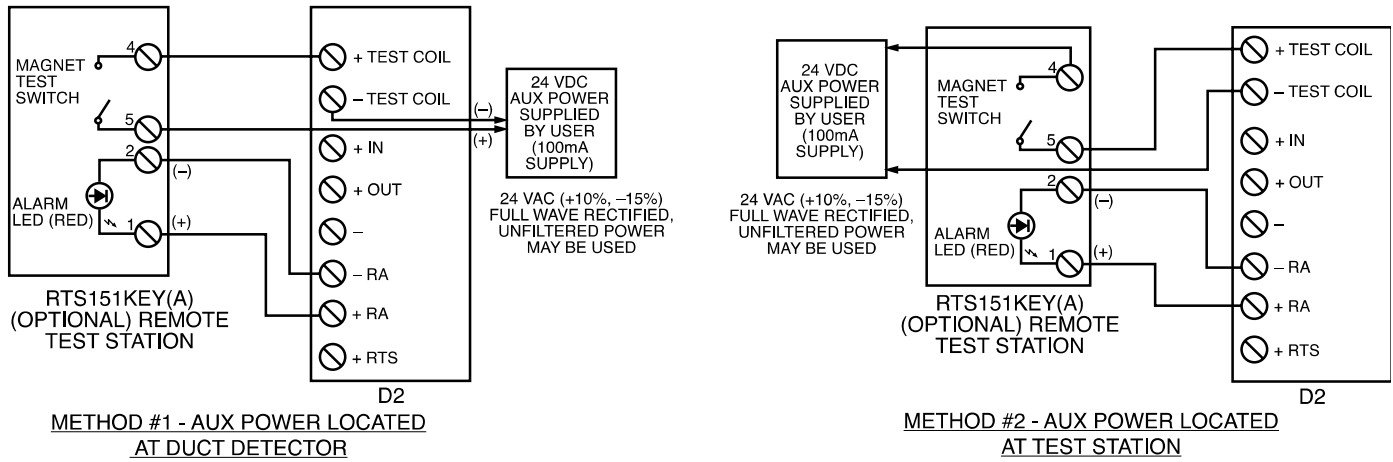 MAGNET
TEST
SWITCH
4
5
2
(–)
ALARM
LED (RED)
1
(+)
RTS151KEY(A)
(OPTIONAL) REMOTE
TEST STATION
+ TEST COIL
– TEST COIL
+ IN
+ OUT
–
– RA
+ RA
+ RTS
D2
(–)
(+)
24 VDC
AUX POWER
SUPPLIED
BY USER
(100mA
SUPPLY)
24 VAC (+10%, –15%)
FULL WAVE RECTIFIED,
UNFILTERED POWER
MAY BE USED
METHOD #1 - AUX POWER LOCATED
AT DUCT DETECTOR
24 VDC
AUX POWER
SUPPLIED
BY USER
(100mA
SUPPLY)
24 VAC (+10%, –15%)
FULL WAVE RECTIFIED,
UNFILTERED POWER
MAY BE USED
MAGNET
TEST
SWITCH
4
5
2
(–)
ALARM
LED (RED)
1
(+)
RTS151KEY(A)
(OPTIONAL) REMOTE
TEST STATION
+ TEST COIL
– TEST COIL
+ IN
+ OUT
–
– RA
+ RA
+ RTS
D2
METHOD #2 - AUX POWER LOCATED
AT TEST STATION